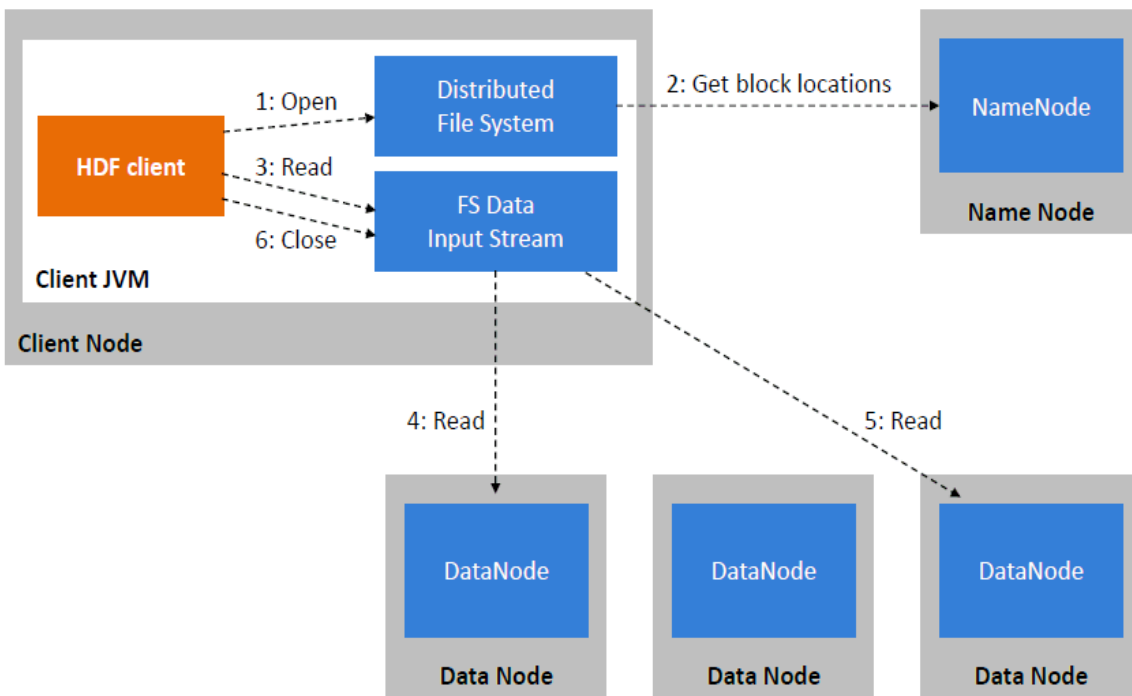 Distributed
File System
2: Get block locations
NameNode
1: Open
HDF client
3: Read
FS Data
Input Stream
6: Close
Name Node
Client JVM
Client Node
4: Read
5: Read
DataNode
DataNode
DataNode
Data Node
Data Node
Data Node